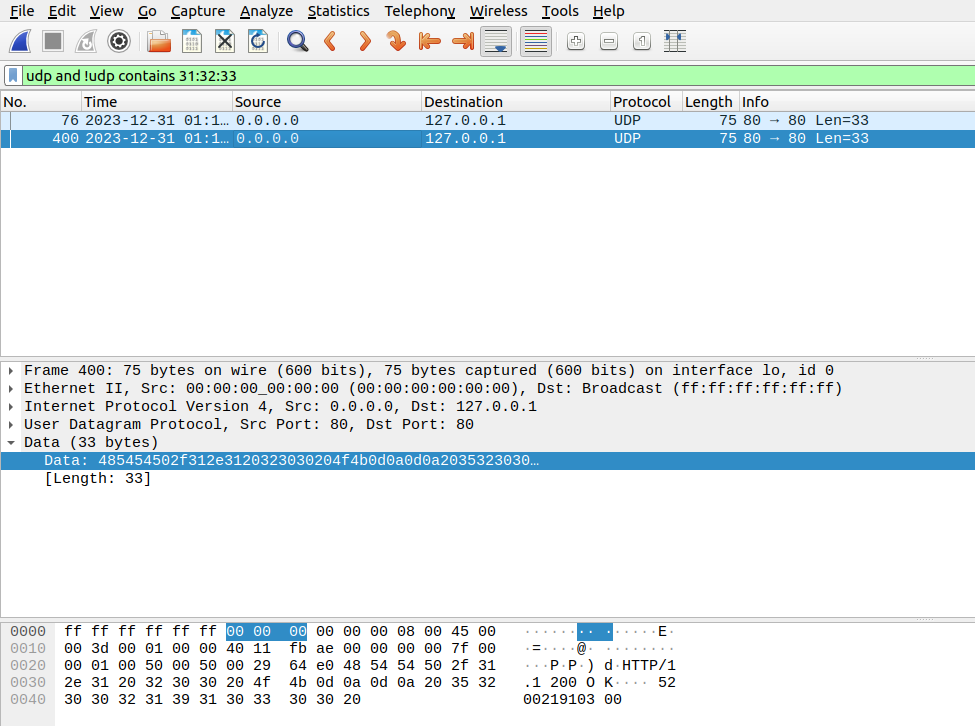 File Edit View Go Capture Analyze Statistics Telephony Wireless Tools Help
udp and !udp contains 31:32:33
No. Time Source Destination Protocol Length Info
76 2023-12-31 01:1… 0.0.0.0 127.0.0.1 UDP 75 80 → 80 Len=33
400 2023-12-31 01:1… 0.0.0.0 127.0.0.1 UDP 75 80 → 80 Len=33
Frame 400: 75 bytes on wire (600 bits), 75 bytes captured (600 bits) on interface lo, id 0
Ethernet II, Src: 00:00:00_00:00:00 (00:00:00:00:00:00), Dst: Broadcast (ff:ff:ff:ff:ff:ff)
Internet Protocol Version 4, Src: 0.0.0.0, Dst: 127.0.0.1
User Datagram Protocol, Src Port: 80, Dst Port: 80
Data (33 bytes)
Data: 485454502f312e3120323030204f4b0d0a0d0a2035323030…
[Length: 33]
0000 ff ff ff ff ff ff 00 00 00 00 00 00 08 00 45 00 ··············E·
0010 00 3d 00 01 00 00 40 11 fb ae 00 00 00 00 7f 00 ·=····@·········
0020 00 01 00 50 00 50 00 29 64 e0 48 54 54 50 2f 31 ···P·P·)d·HTTP/1
0030 2e 31 20 32 30 30 20 4f 4b 0d 0a 0d 0a 20 35 32 .1 200 O K···· 52
0040 30 30 32 31 39 31 30 33 30 30 20 00219103 00